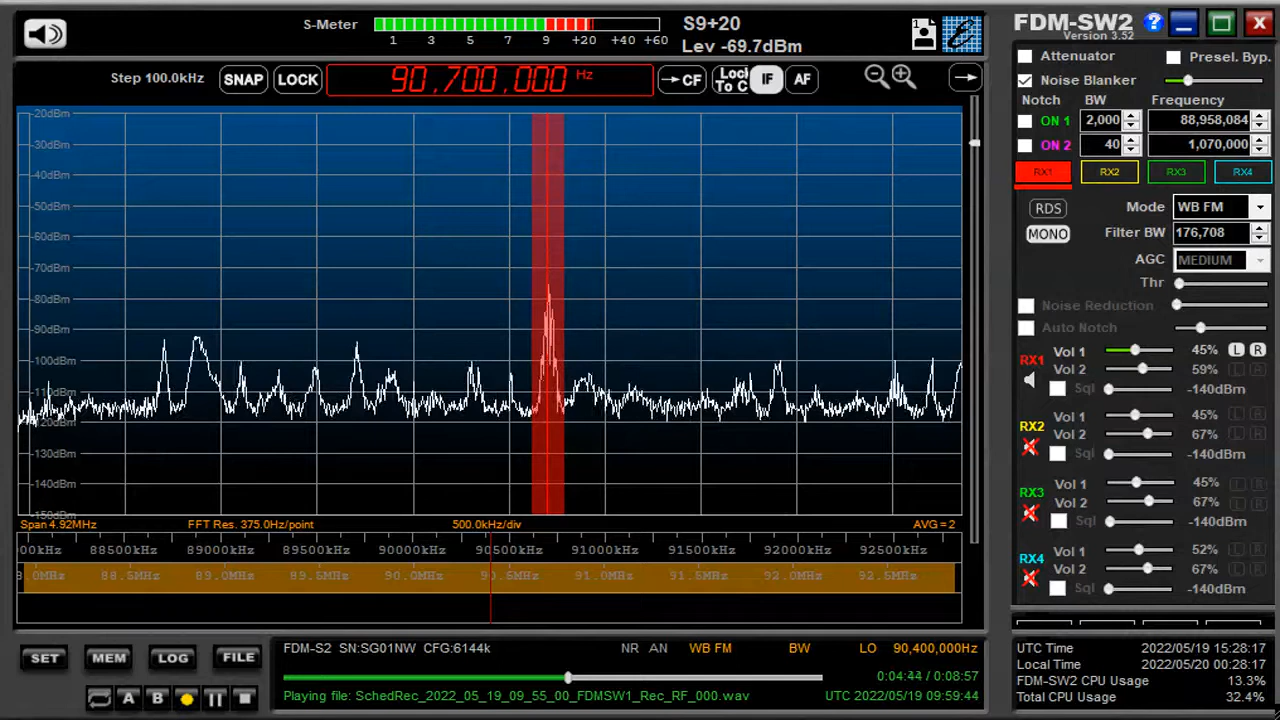 S-Meter
1 3 5 7 9 +20 +40 +60
S9+20
Lev -69.7dBm
1
FDM-SW2
Version 3.52
?
X
Step 100.0kHz
SNAP
LOCK
90,700,000 Hz
→CF
Lock
To C
IF
AF
Attenuator
Presel. Byp.
Noise Blanker
Notch BW Frequency
ON 1 2,000 88,958,084
ON 2 40 1,070,000
RX1 RX2 RX3 RX4
RDS
Mode WB FM
MONO
Filter BW 176,708
AGC MEDIUM
Thr
Noise Reduction
Auto Notch
RX1
Vol 1 45% L R
Vol 2 59% L R
Sql -140dBm
RX2
Vol 1 45% L R
Vol 2 67% L R
Sql -140dBm
RX3
Vol 1 45% L R
Vol 2 67% L R
Sql -140dBm
RX4
Vol 1 52% L R
Vol 2 67% L R
Sql -140dBm
-20dBm
-30dBm
-40dBm
-50dBm
-60dBm
-70dBm
-80dBm
-90dBm
-100dBm
-110dBm
-120dBm
-130dBm
-140dBm
-150dBm
Span 4.92MHz FFT Res. 375.0Hz/point 500.0kHz/div AVG = 2
00kHz 88500kHz 89000kHz 89500kHz 90000kHz 90500kHz 91000kHz 91500kHz 92000kHz 92500kHz
8.0MHz 88.5MHz 89.0MHz 89.5MHz 90.0MHz 90.5MHz 91.0MHz 91.5MHz 92.0MHz 92.5MHz
SET
MEM
LOG
FILE
A B
FDM-S2 SN:SG01NW CFG:6144k NR AN WB FM BW LO 90,400,000Hz
0:04:44 / 0:08:57
Playing file: SchedRec_2022_05_19_09_55_00_FDMSW1_Rec_RF_000.wav UTC 2022/05/19 09:59:44
UTC Time 2022/05/19 15:28:17
Local Time 2022/05/20 00:28:17
FDM-SW2 CPU Usage 13.3%
Total CPU Usage 32.4%